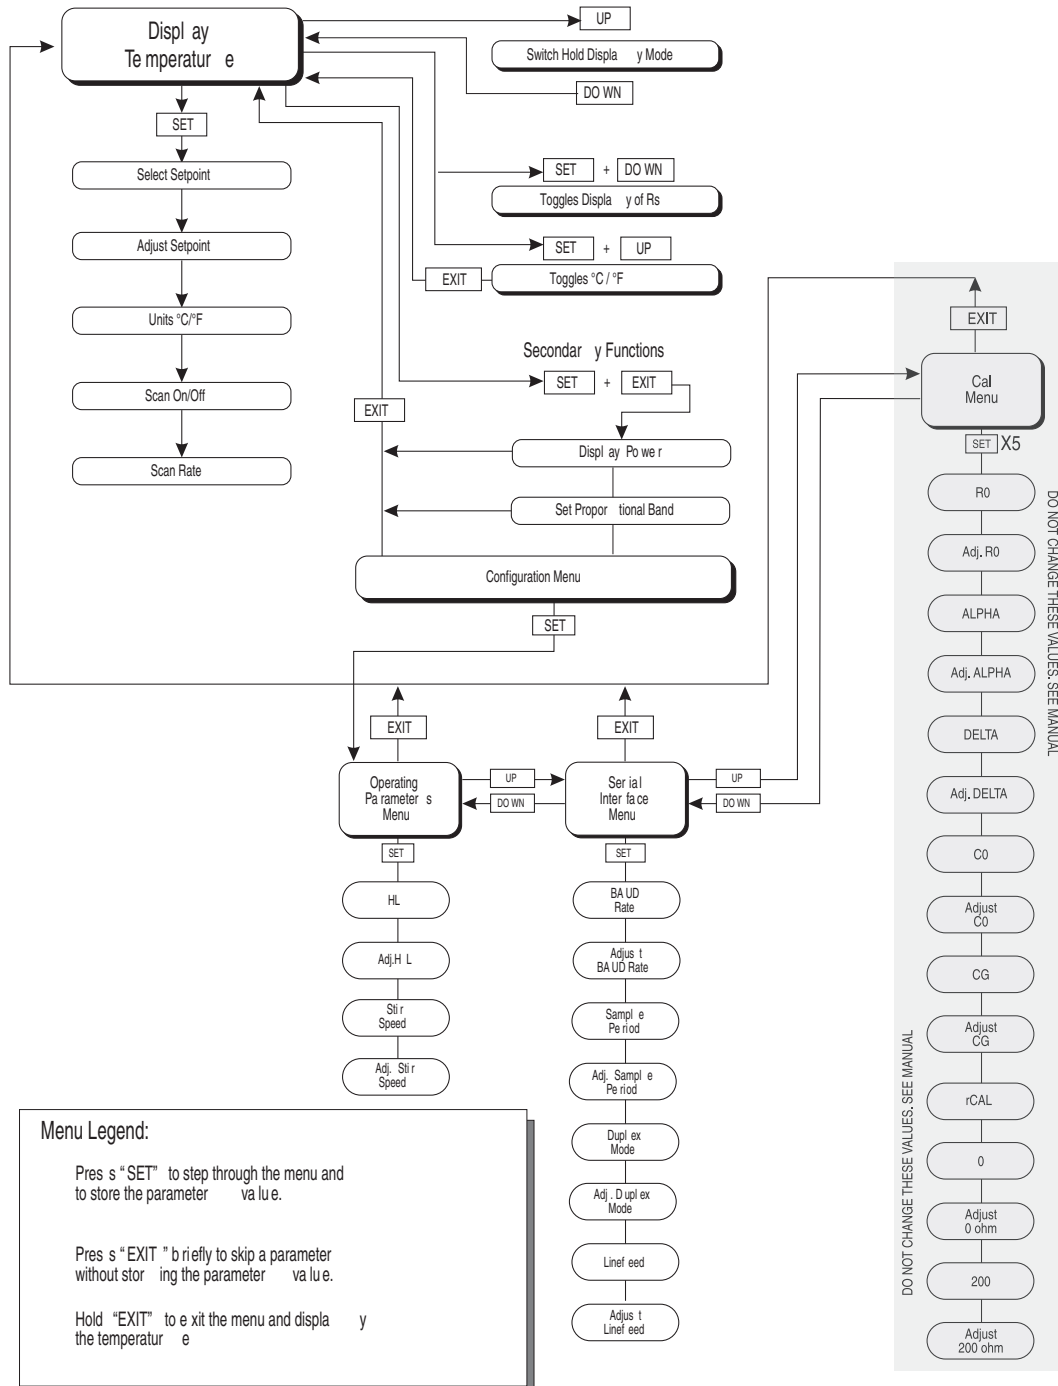 Display
Temperature
UP
Switch Hold Display Mode
DOWN
SET
Select Setpoint
Adjust Setpoint
Units °C/°F
Scan On/Off
Scan Rate
SET + DOWN
Toggles Display of Rs
SET + UP
EXIT
Toggles °C / °F
Secondary Functions
SET + EXIT
EXIT
Display Power
Set Proportional Band
Configuration Menu
SET
EXIT
Operating
Parameters
Menu
UP
DOWN
SET
HL
Adj.HL
Stir
Speed
Adj. Stir
Speed
EXIT
Serial
Interface
Menu
UP
DOWN
SET
BAUD
Rate
Adjust
BAUD Rate
Sample
Period
Adj. Sample
Period
Duplex
Mode
Adj. Duplex
Mode
Linefeed
Adjust
Linefeed
EXIT
Cal
Menu
SET X5
R0
Adj. R0
ALPHA
Adj. ALPHA
DELTA
Adj. DELTA
C0
Adjust
C0
CG
Adjust
CG
rCAL
0
Adjust
0 ohm
200
Adjust
200 ohm
DO NOT CHANGE THESE VALUES. SEE MANUAL
DO NOT CHANGE THESE VALUES. SEE MANUAL
Menu Legend:
Press "SET" to step through the menu and
to store the parameter value.
Press "EXIT" briefly to skip a parameter
without storing the parameter value.
Hold "EXIT" to exit the menu and display
the temperature